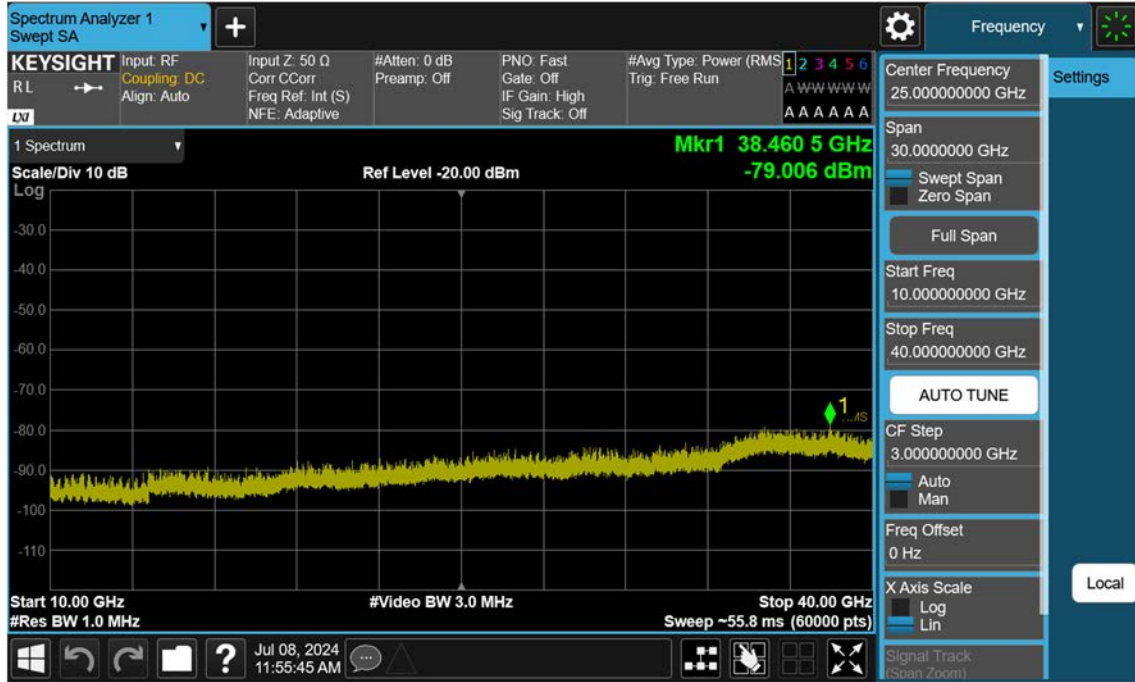 Spectrum Analyzer 1
Swept SA
+
Frequency
KEYSIGHT
RL
LXI
Input: RF
Coupling: DC
Align: Auto
Input Z: 50 Ω
Corr CCorr
Freq Ref: Int (S)
NFE: Adaptive
#Atten: 0 dB
Preamp: Off
PNO: Fast
Gate: Off
IF Gain: High
Sig Track: Off
#Avg Type: Power (RMS
Trig: Free Run
1 2 3 4 5 6
A W W W W W
A A A A A A
1 Spectrum
Scale/Div 10 dB
Ref Level -20.00 dBm
Mkr1 38.460 5 GHz
-79.006 dBm
Log
-30.0
-40.0
-50.0
-60.0
-70.0
-80.0
-90.0
-100
-110
1
Start 10.00 GHz
#Res BW 1.0 MHz
#Video BW 3.0 MHz
Stop 40.00 GHz
Sweep ~55.8 ms (60000 pts)
Center Frequency
25.000000000 GHz
Span
30.0000000 GHz
Swept Span
Zero Span
Full Span
Start Freq
10.000000000 GHz
Stop Freq
40.000000000 GHz
AUTO TUNE
CF Step
3.000000000 GHz
Auto
Man
Freq Offset
0 Hz
X Axis Scale
Log
Lin
Signal Track
(Span Zoom)
Settings
Local
?
Jul 08, 2024
11:55:45 AM